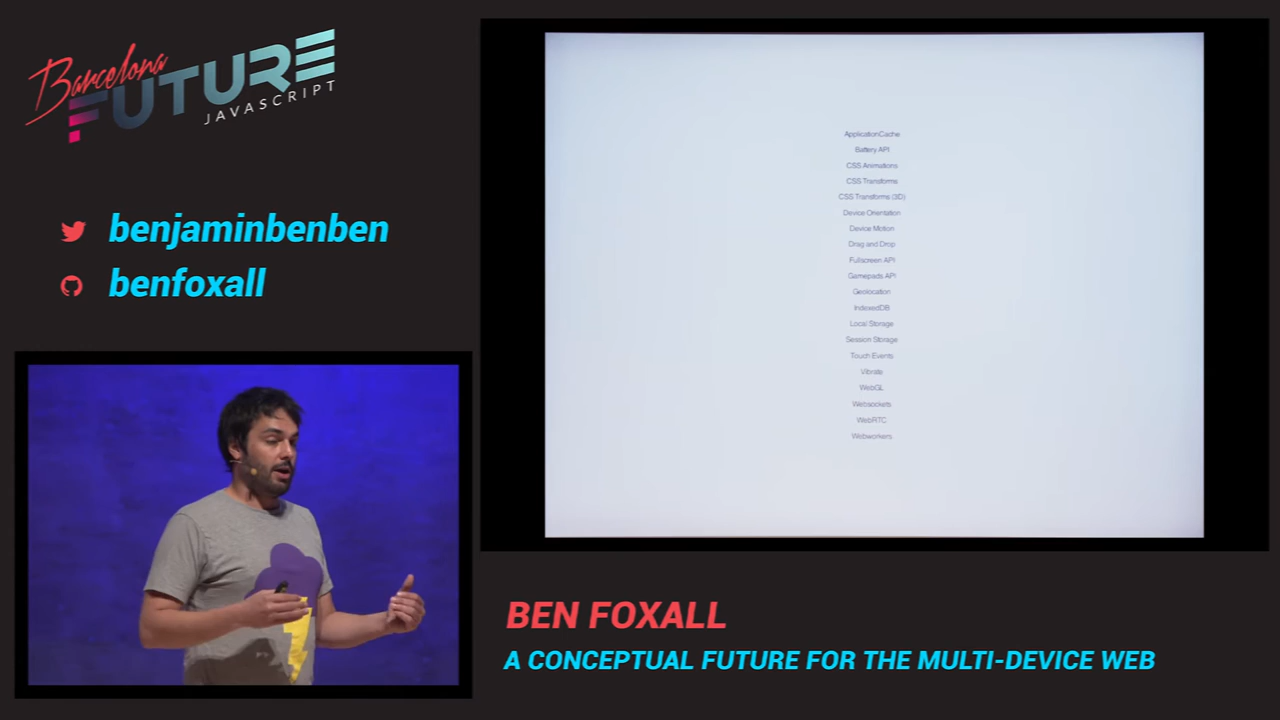 Barcelona
FUTURE
JAVASCRIPT
benjaminbenben
benfoxall
ApplicationCache
Battery API
CSS Animations
CSS Transforms
CSS Transforms (3D)
Device Orientation
Device Motion
Drag and Drop
Fullscreen API
Gamepads API
Geolocation
IndexedDB
Local Storage
Session Storage
Touch Events
Vibrate
WebGL
Websockets
WebRTC
Webworkers
BEN FOXALL
A CONCEPTUAL FUTURE FOR THE MULTI-DEVICE WEB